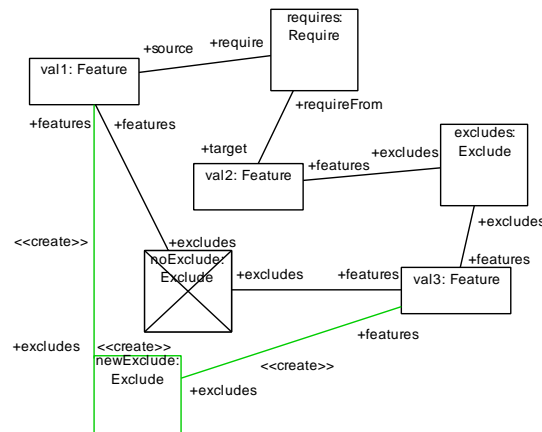 requires:
Require
+source
+require
val1: Feature
+requireFrom
+features
+features
excludes:
Exclude
+target
+features
+excludes
val2: Feature
+excludes
<<create>>
+excludes
noExclude:
Exclude
+excludes
+features
+features
val3: Feature
+features
+excludes
<<create>>
newExclude:
Exclude
<<create>>
+excludes